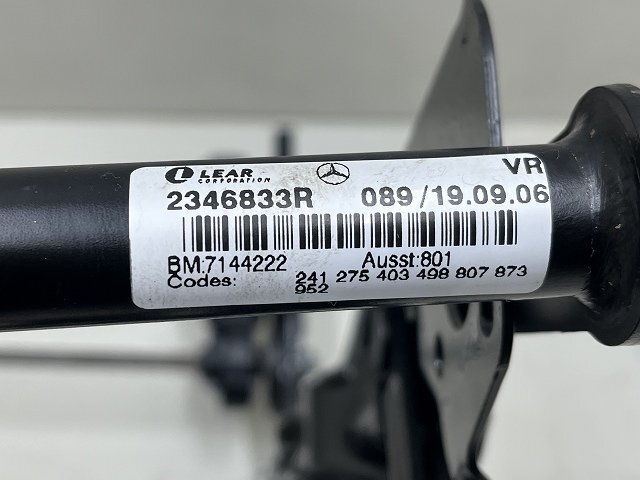 LEAR VR
CORPORATION
2346833R 089/19.09.06
BM:7144222 Ausst:801
Codes: 241 275 403 498 807 873
952